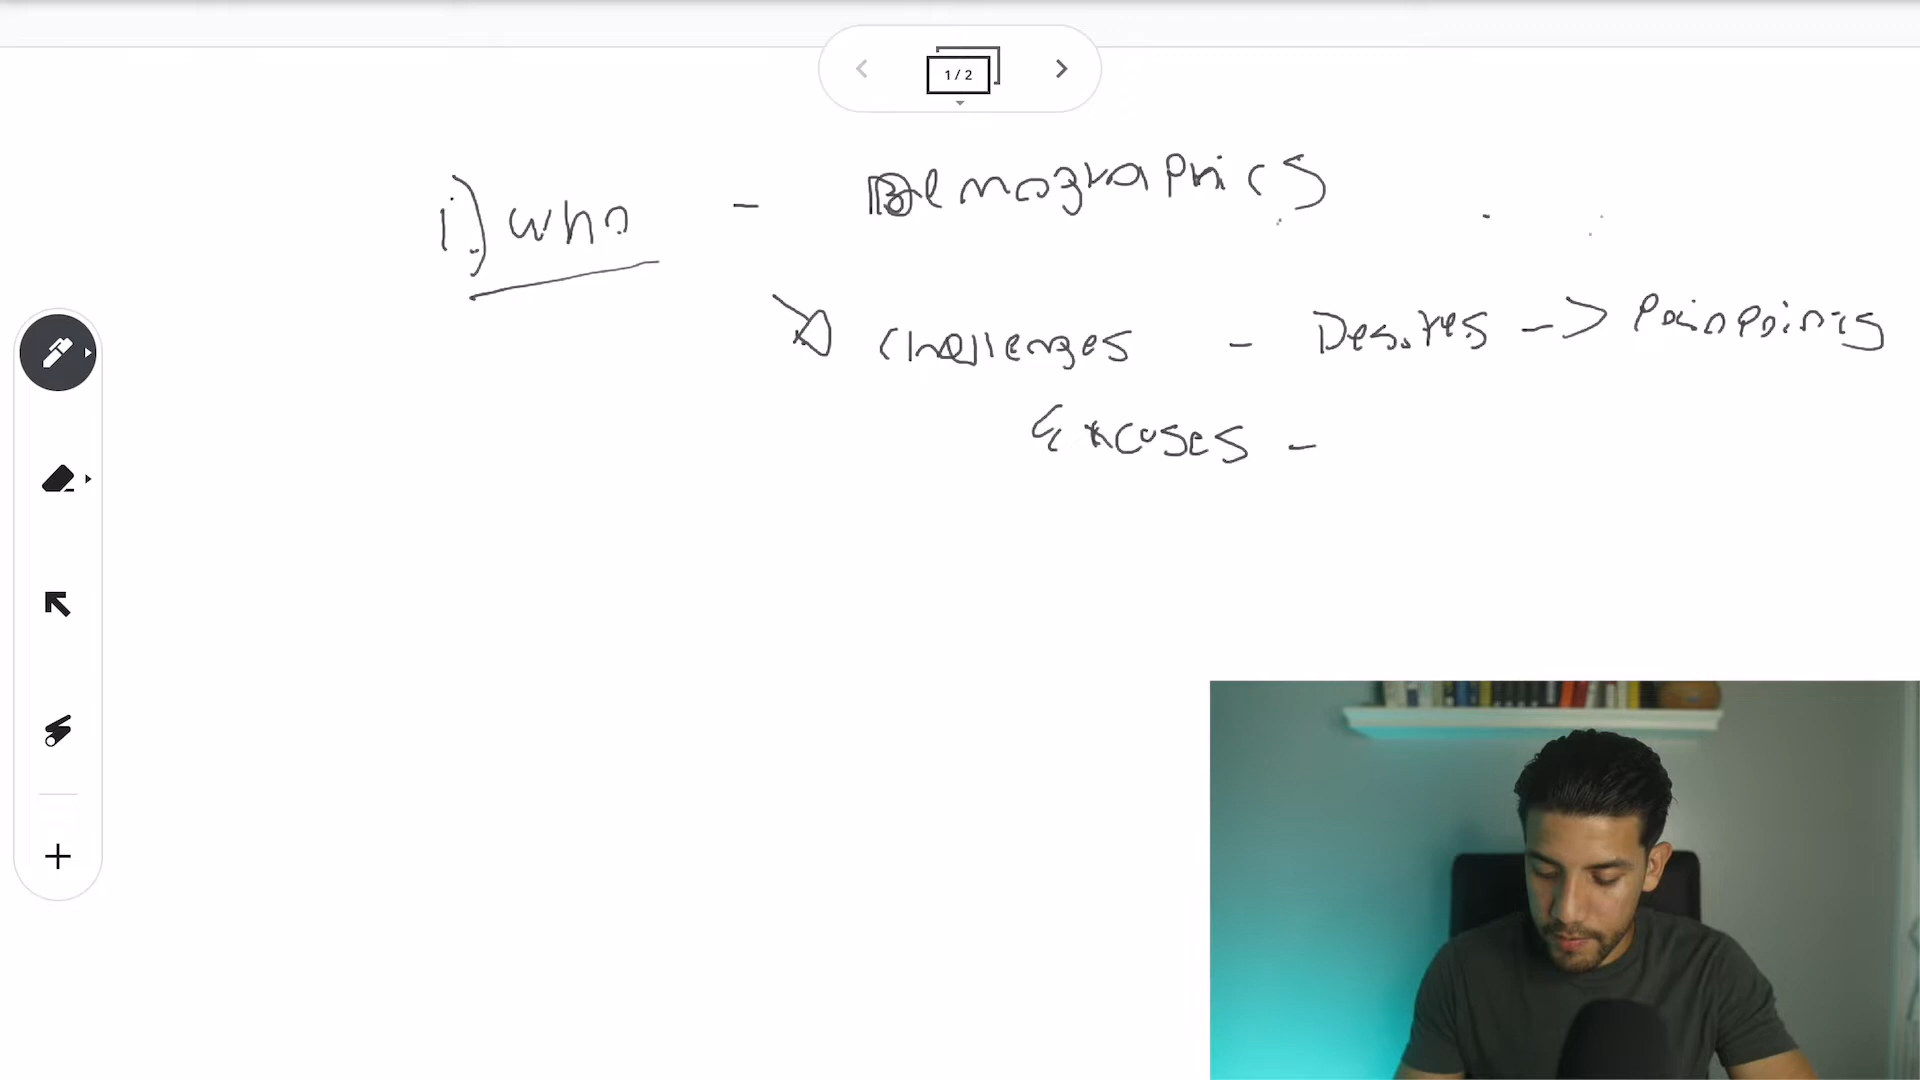 1 / 2
1.) who - Demographics
Challenges - Desires -> Painpoints
Excuses -